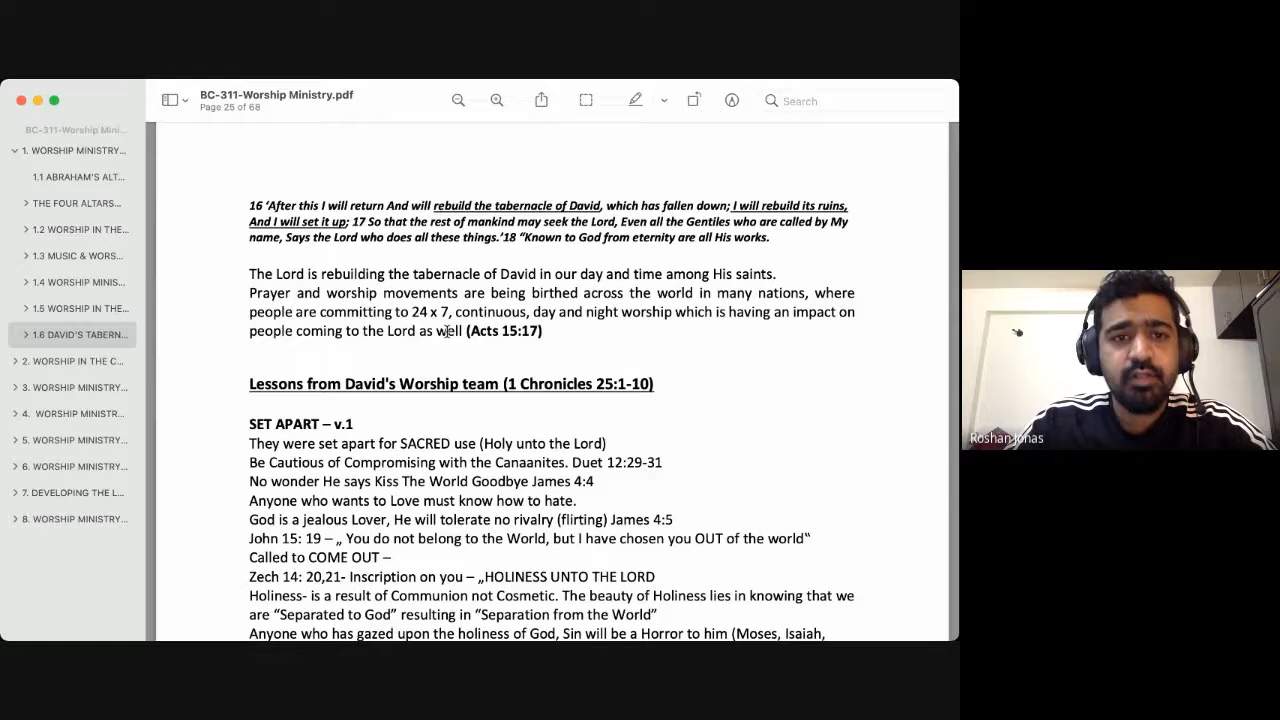 BC-311-Worship Ministry.pdf
Page 25 of 68
Search
BC-311-Worship Mini...
1. WORSHIP MINISTRY...
1.1 ABRAHAM'S ALT...
THE FOUR ALTARS...
1.2 WORSHIP IN THE...
1.3 MUSIC & WORS...
1.4 WORSHIP MINIS...
1.5 WORSHIP IN THE...
1.6 DAVID'S TABERN...
2. WORSHIP IN THE C...
3. WORSHIP MINISTRY...
4. WORSHIP MINISTR...
5. WORSHIP MINISTRY...
6. WORSHIP MINISTRY...
7. DEVELOPING THE L...
8. WORSHIP MINISTRY...
16 ‘After this I will return And will rebuild the tabernacle of David, which has fallen down; I will rebuild its ruins,
And I will set it up; 17 So that the rest of mankind may seek the Lord, Even all the Gentiles who are called by My
name, Says the Lord who does all these things.’18 “Known to God from eternity are all His works.
The Lord is rebuilding the tabernacle of David in our day and time among His saints.
Prayer and worship movements are being birthed across the world in many nations, where
people are committing to 24 x 7, continuous, day and night worship which is having an impact on
people coming to the Lord as well (Acts 15:17)
Lessons from David's Worship team (1 Chronicles 25:1-10)
SET APART – v.1
They were set apart for SACRED use (Holy unto the Lord)
Be Cautious of Compromising with the Canaanites. Duet 12:29-31
No wonder He says Kiss The World Goodbye James 4:4
Anyone who wants to Love must know how to hate.
God is a jealous Lover, He will tolerate no rivalry (flirting) James 4:5
John 15: 19 – „ You do not belong to the World, but I have chosen you OUT of the world‟
Called to COME OUT –
Zech 14: 20,21- Inscription on you – „HOLINESS UNTO THE LORD
Holiness- is a result of Communion not Cosmetic. The beauty of Holiness lies in knowing that we
are “Separated to God” resulting in “Separation from the World”
Anyone who has gazed upon the holiness of God, Sin will be a Horror to him (Moses, Isaiah,
Roshan Jonas